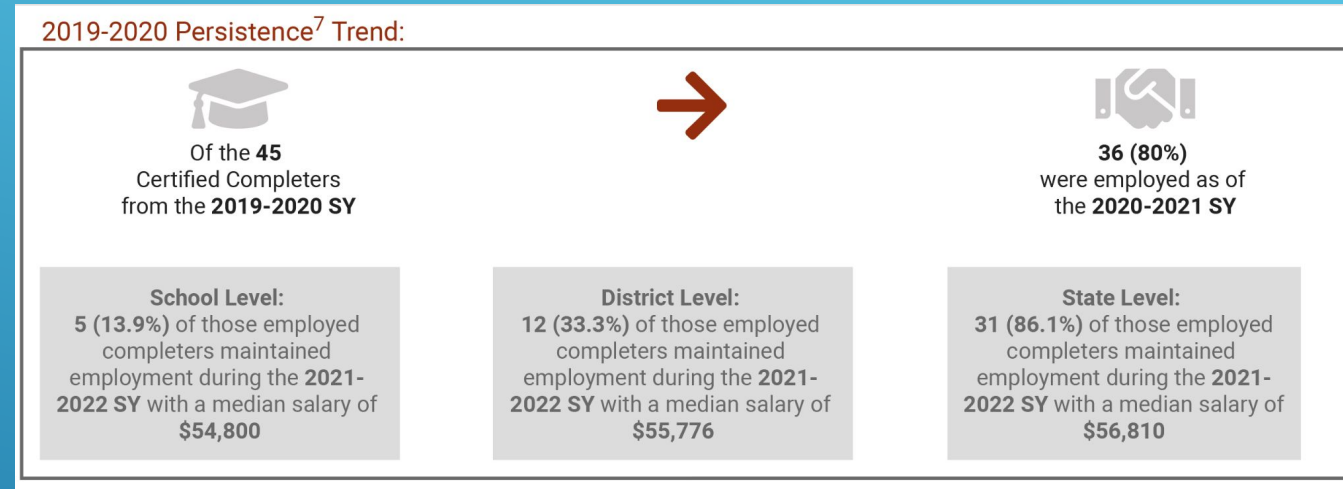 2019-2020 Persistence7 Trend:
Of the 45
Certified Completers
from the 2019-2020 SY
36 (80%)
were employed as of
the 2020-2021 SY
School Level:
5 (13.9%) of those employed
completers maintained
employment during the 2021-
2022 SY with a median salary of
$54,800
District Level:
12 (33.3%) of those employed
completers maintained
employment during the 2021-
2022 SY with a median salary of
$55,776
State Level:
31 (86.1%) of those employed
completers maintained
employment during the 2021-
2022 SY with a median salary of
$56,810